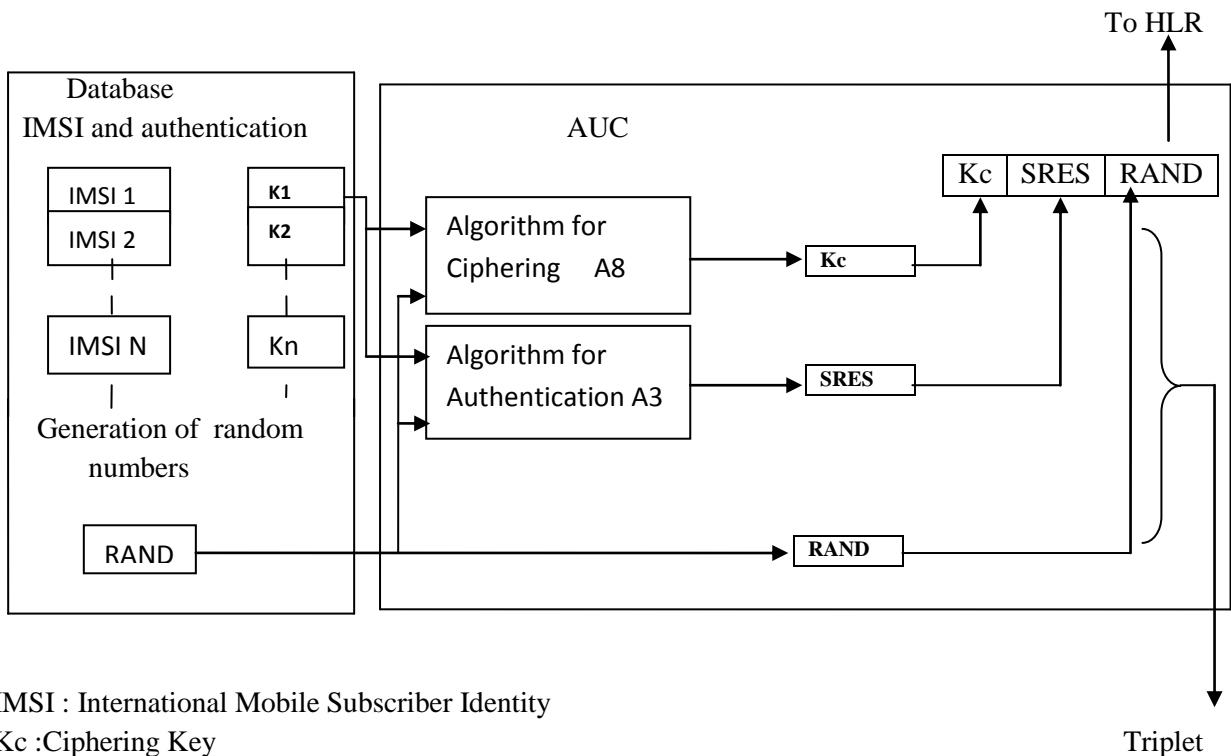 To HLR
Database
IMSI and authentication
AUC
Kc SRES RAND
IMSI 1
K1
IMSI 2
K2
Algorithm for
Ciphering A8
Kc
IMSI N
Kn
Algorithm for
Authentication A3
SRES
Generation of random
numbers
RAND
RAND
IMSI : International Mobile Subscriber Identity
Kc :Ciphering Key
Triplet